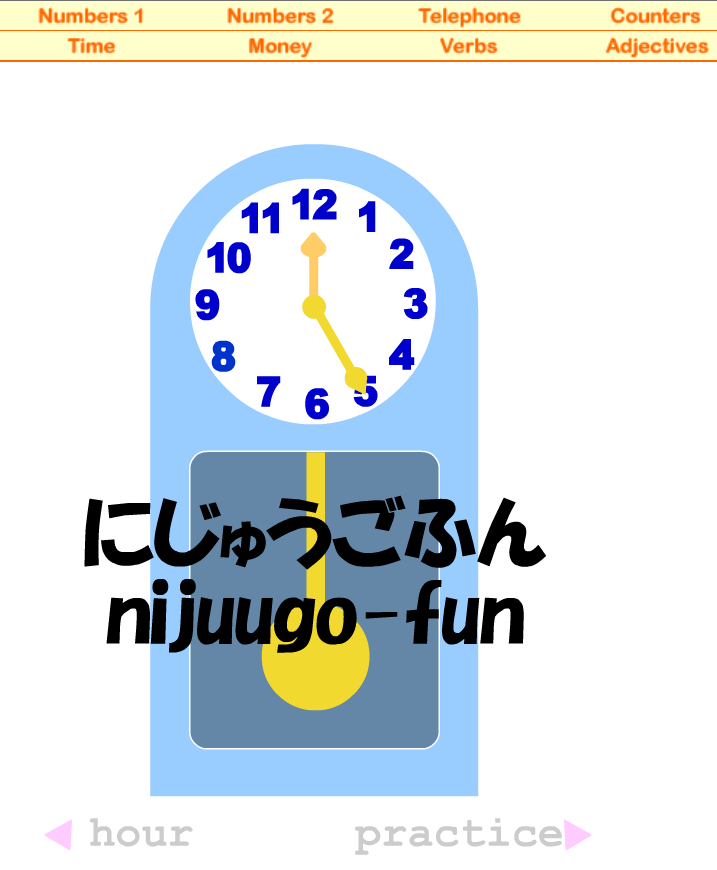 Numbers 1 Numbers 2 Telephone Counters
Time Money Verbs Adjectives
12
11 1
10 2
9 3
8 4
7 5
6
にじゅうごふん
nijuugo-fun
hour practice